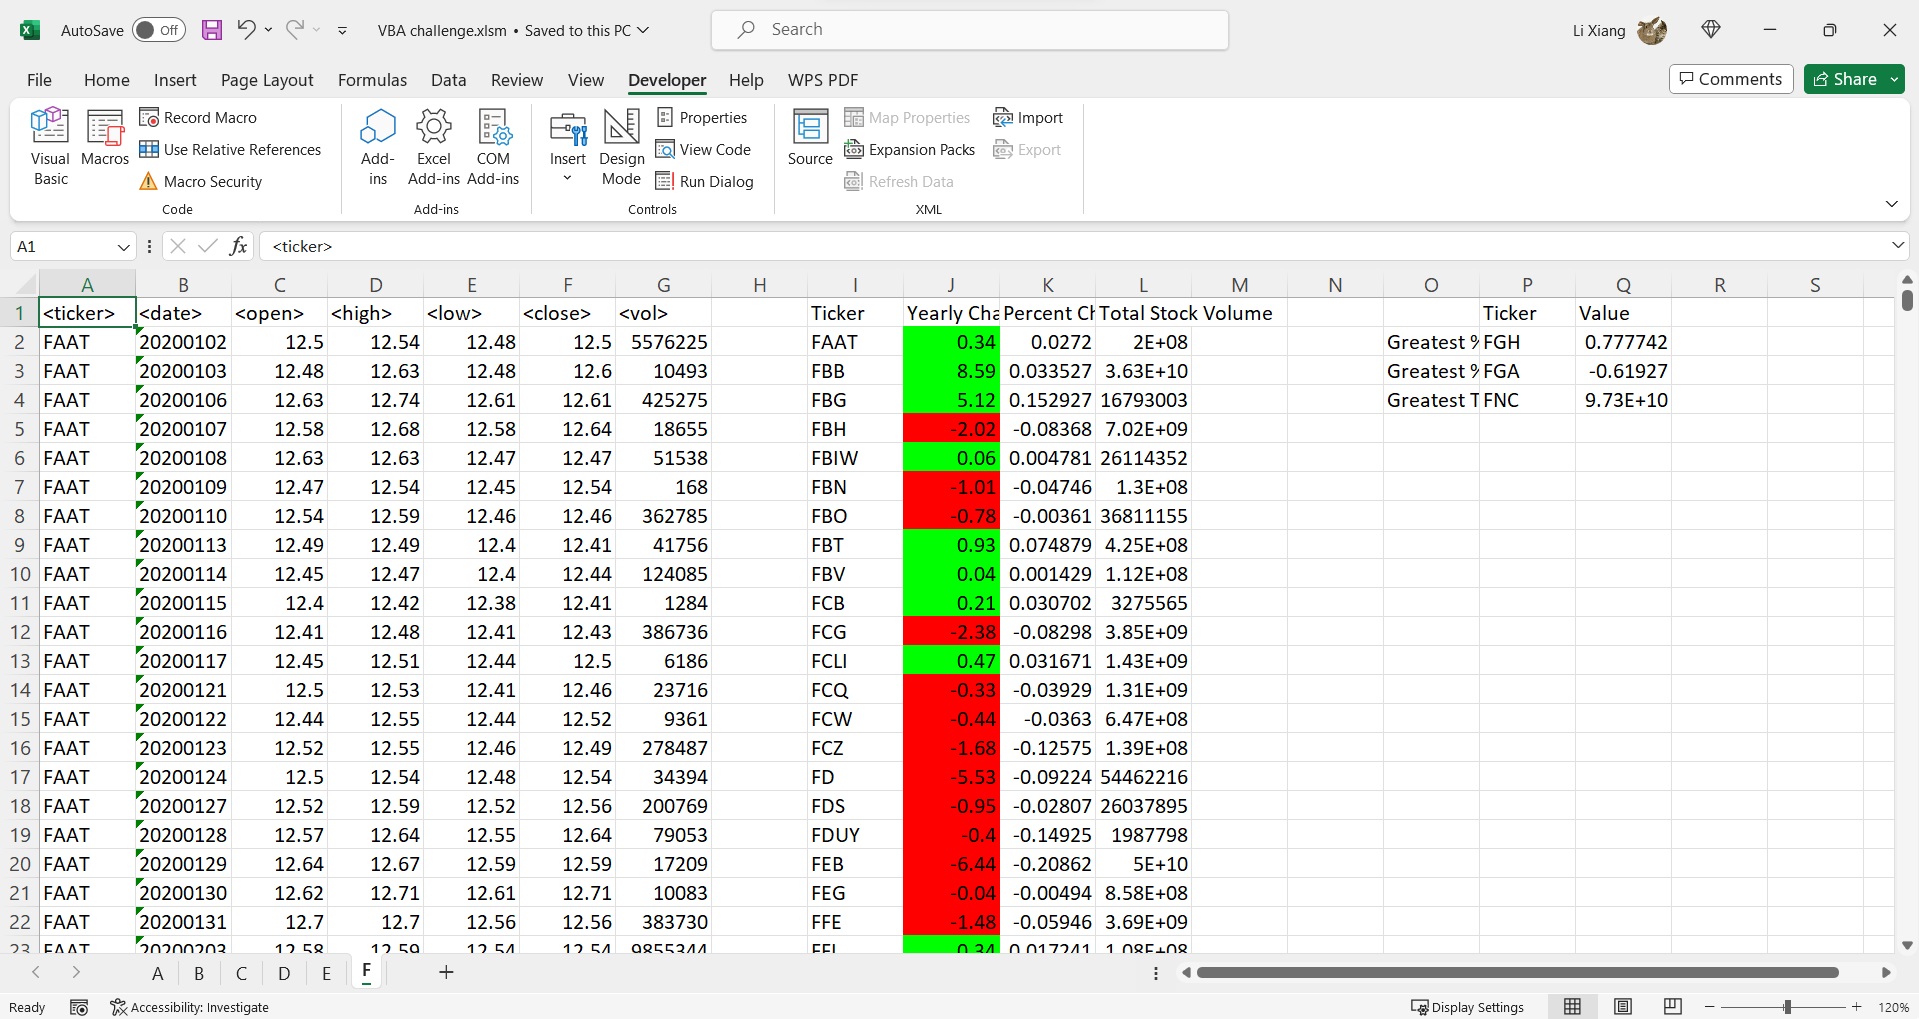 AutoSave Off VBA challenge.xlsm • Saved to this PC Search Li Xiang
File Home Insert Page Layout Formulas Data Review View Developer Help WPS PDF Comments Share
Visual Basic
Macros
Record Macro
Use Relative References
Macro Security
Code
Add-ins
Excel Add-ins
COM Add-ins
Add-ins
Insert
Design Mode
Properties
View Code
Run Dialog
Controls
Source
Map Properties
Expansion Packs
Refresh Data
Import
Export
XML
A1 fx <ticker>
A B C D E F G H I J K L M N O P Q R S
1 <ticker> <date> <open> <high> <low> <close> <vol> Ticker Yearly Cha Percent Ch Total Stock Volume Ticker Value
2 FAAT 20200102 12.5 12.54 12.48 12.5 5576225 FAAT 0.34 0.0272 2E+08 Greatest % FGH 0.777742
3 FAAT 20200103 12.48 12.63 12.48 12.6 10493 FBB 8.59 0.033527 3.63E+10 Greatest % FGA -0.61927
4 FAAT 20200106 12.63 12.74 12.61 12.61 425275 FBG 5.12 0.152927 16793003 Greatest T FNC 9.73E+10
5 FAAT 20200107 12.58 12.68 12.58 12.64 18655 FBH -2.02 -0.08368 7.02E+09
6 FAAT 20200108 12.63 12.63 12.47 12.47 51538 FBIW 0.06 0.004781 26114352
7 FAAT 20200109 12.47 12.54 12.45 12.54 168 FBN -1.01 -0.04746 1.3E+08
8 FAAT 20200110 12.54 12.59 12.46 12.46 362785 FBO -0.78 -0.00361 36811155
9 FAAT 20200113 12.49 12.49 12.4 12.41 41756 FBT 0.93 0.074879 4.25E+08
10 FAAT 20200114 12.45 12.47 12.4 12.44 124085 FBV 0.04 0.001429 1.12E+08
11 FAAT 20200115 12.4 12.42 12.38 12.41 1284 FCB 0.21 0.030702 3275565
12 FAAT 20200116 12.41 12.48 12.41 12.43 386736 FCG -2.38 -0.08298 3.85E+09
13 FAAT 20200117 12.45 12.51 12.44 12.5 6186 FCLI 0.47 0.031671 1.43E+09
14 FAAT 20200121 12.5 12.53 12.41 12.46 23716 FCQ -0.33 -0.03929 1.31E+09
15 FAAT 20200122 12.44 12.55 12.44 12.52 9361 FCW -0.44 -0.0363 6.47E+08
16 FAAT 20200123 12.52 12.55 12.46 12.49 278487 FCZ -1.68 -0.12575 1.39E+08
17 FAAT 20200124 12.5 12.54 12.48 12.54 34394 FD -5.53 -0.09224 54462216
18 FAAT 20200127 12.52 12.59 12.52 12.56 200769 FDS -0.95 -0.02807 26037895
19 FAAT 20200128 12.57 12.64 12.55 12.64 79053 FDUY -0.4 -0.14925 1987798
20 FAAT 20200129 12.64 12.67 12.59 12.59 17209 FEB -6.44 -0.20862 5E+10
21 FAAT 20200130 12.62 12.71 12.61 12.71 10083 FEG -0.04 -0.00494 8.58E+08
22 FAAT 20200131 12.7 12.7 12.56 12.56 383730 FFE -1.48 -0.05946 3.69E+09
23 FAAT 20200203 12.58 12.59 12.54 12.54 9855344 0.34 0.017241 1.08E+08
A B C D E F
Ready Accessibility: Investigate Display Settings 120%